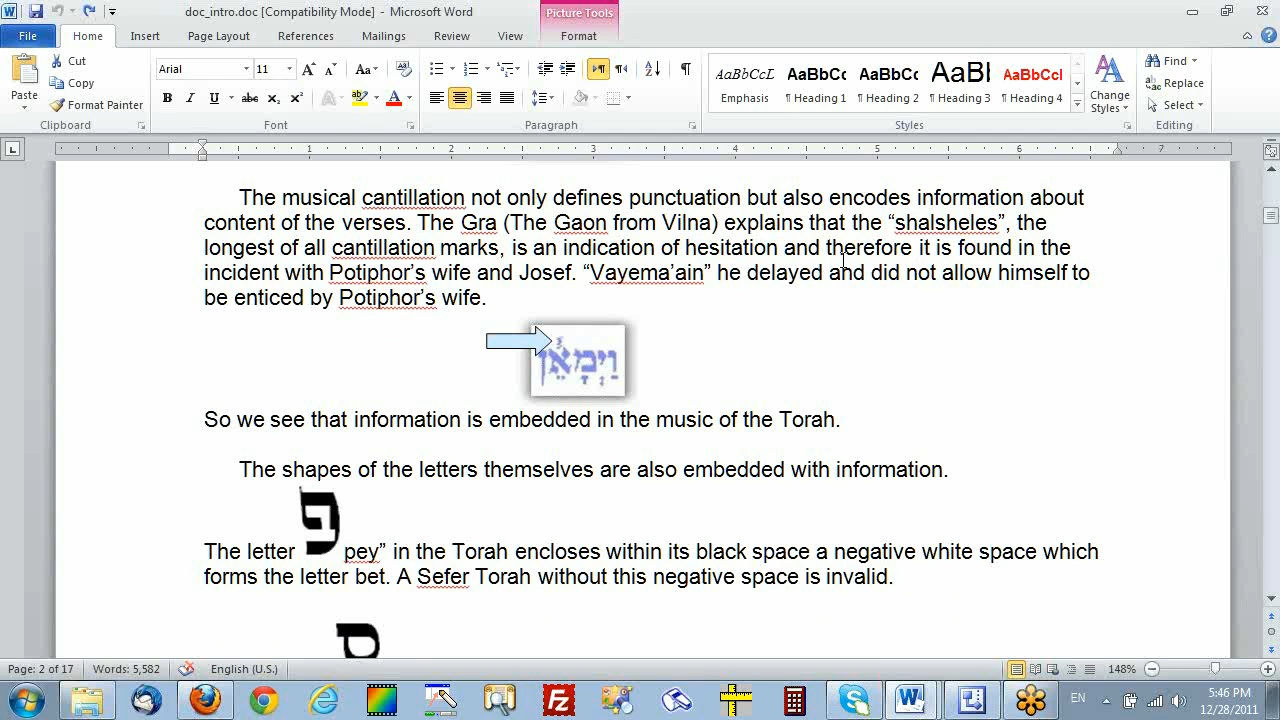 doc_intro.doc [Compatibility Mode] - Microsoft Word
Picture Tools
File Home Insert Page Layout References Mailings Review View Format
Paste
Cut
Copy
Format Painter
Clipboard
Arial 11
Font
Paragraph
AaBbCcL AaBbCc AaBbCc AaBl AaBbCcI
Emphasis ¶ Heading 1 ¶ Heading 2 ¶ Heading 3 ¶ Heading 4
Change Styles
Styles
Find
Replace
Select
Editing
1 2 3 4 5 6 7
The musical cantillation not only defines punctuation but also encodes information about
content of the verses. The Gra (The Gaon from Vilna) explains that the “shalsheles”, the
longest of all cantillation marks, is an indication of hesitation and therefore it is found in the
incident with Potiphor’s wife and Josef. “Vayema’ain” he delayed and did not allow himself to
be enticed by Potiphor’s wife.
וַיְמָאֵ֓ן
So we see that information is embedded in the music of the Torah.
The shapes of the letters themselves are also embedded with information.
The letter פ pey” in the Torah encloses within its black space a negative white space which
forms the letter bet. A Sefer Torah without this negative space is invalid.
Page: 2 of 17 Words: 5,582 English (U.S.) 148%
EN 5:46 PM
12/28/2011